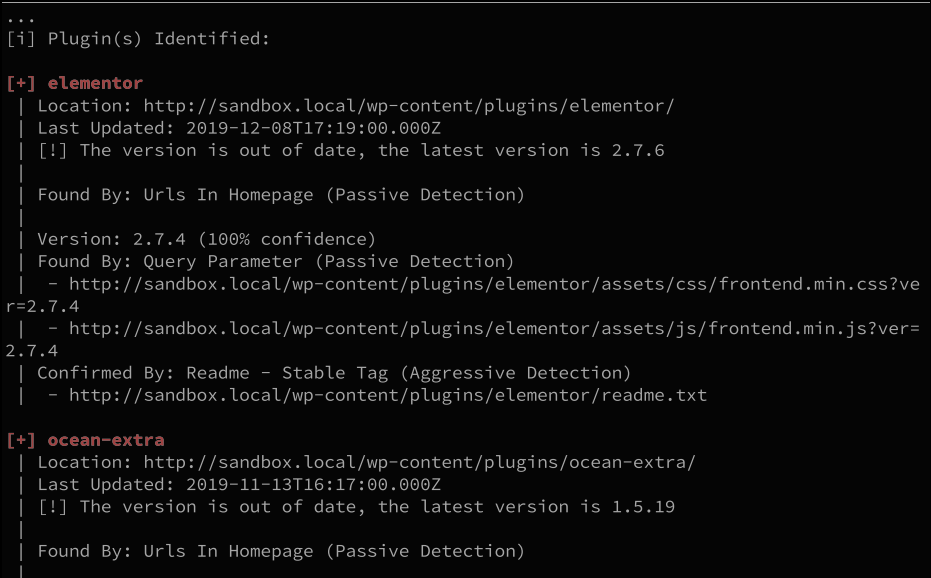 ...
[i] Plugin(s) Identified:
[+] elementor
| Location: http://sandbox.local/wp-content/plugins/elementor/
| Last Updated: 2019-12-08T17:19:00.000Z
| [!] The version is out of date, the latest version is 2.7.6
|
| Found By: Urls In Homepage (Passive Detection)
|
| Version: 2.7.4 (100% confidence)
| Found By: Query Parameter (Passive Detection)
|  - http://sandbox.local/wp-content/plugins/elementor/assets/css/frontend.min.css?ve
r=2.7.4
|  - http://sandbox.local/wp-content/plugins/elementor/assets/js/frontend.min.js?ver=
2.7.4
| Confirmed By: Readme - Stable Tag (Aggressive Detection)
|  - http://sandbox.local/wp-content/plugins/elementor/readme.txt
[+] ocean-extra
| Location: http://sandbox.local/wp-content/plugins/ocean-extra/
| Last Updated: 2019-11-13T16:17:00.000Z
| [!] The version is out of date, the latest version is 1.5.19
|
| Found By: Urls In Homepage (Passive Detection)
|